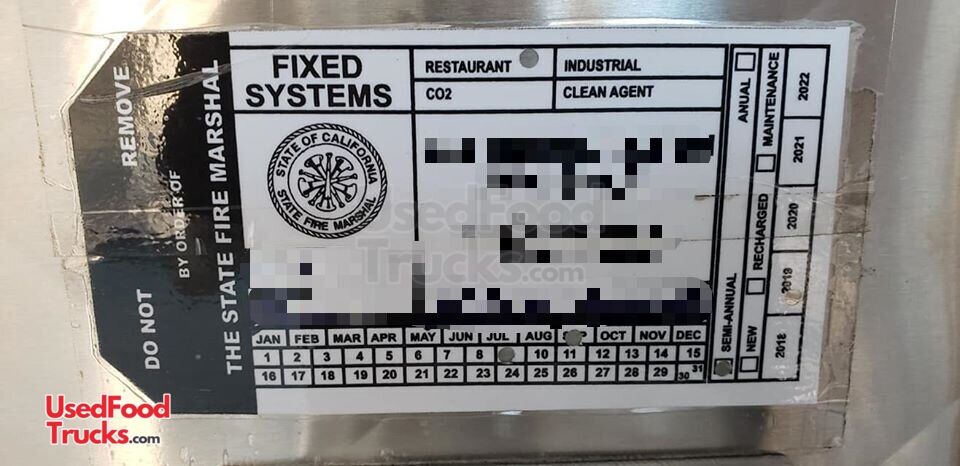 DO NOT REMOVE
BY ORDER OF
THE STATE FIRE MARSHAL
FIXED
SYSTEMS
RESTAURANT
INDUSTRIAL
CO2
CLEAN AGENT
STATE OF CALIFORNIA
STATE FIRE MARSHAL
JAN FEB MAR APR MAY JUN JUL AUG OCT NOV DEC
1 2 3 4 5 6 7 8 10 11 12 13 14 15
16 17 18 19 20 21 22 23 24 25 26 27 28 29 30 31
SEMI-ANNUAL ANUAL
NEW RECHARGED MAINTENANCE
2018 2019 2020 2021 2022
UsedFood
Trucks.com
UsedFood
Trucks.com